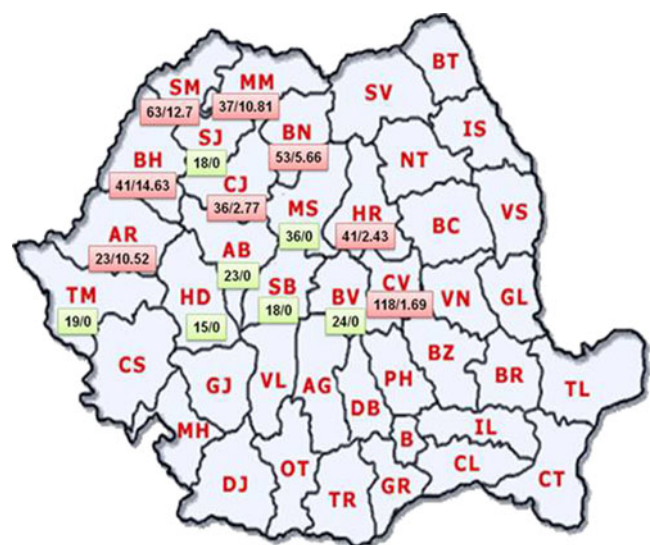 BT
SM
MM
SV
63/12.7
37/10.81
IS
SJ
BN
NT
BH
18/0
53/5.66
CJ
41/14.63
VS
MS
HR
36/2.77
BC
AR
36/0
41/2.43
AB
23/10.52
23/0
TM
HD
SB
BV
CV
VN
GL
118/1.69
18/0
19/0
15/0
24/0
BZ
CS
GJ
VL
AG
PH
BR
TL
DB
MH
B
IL
OT
CL
DJ
TR
GR
CT